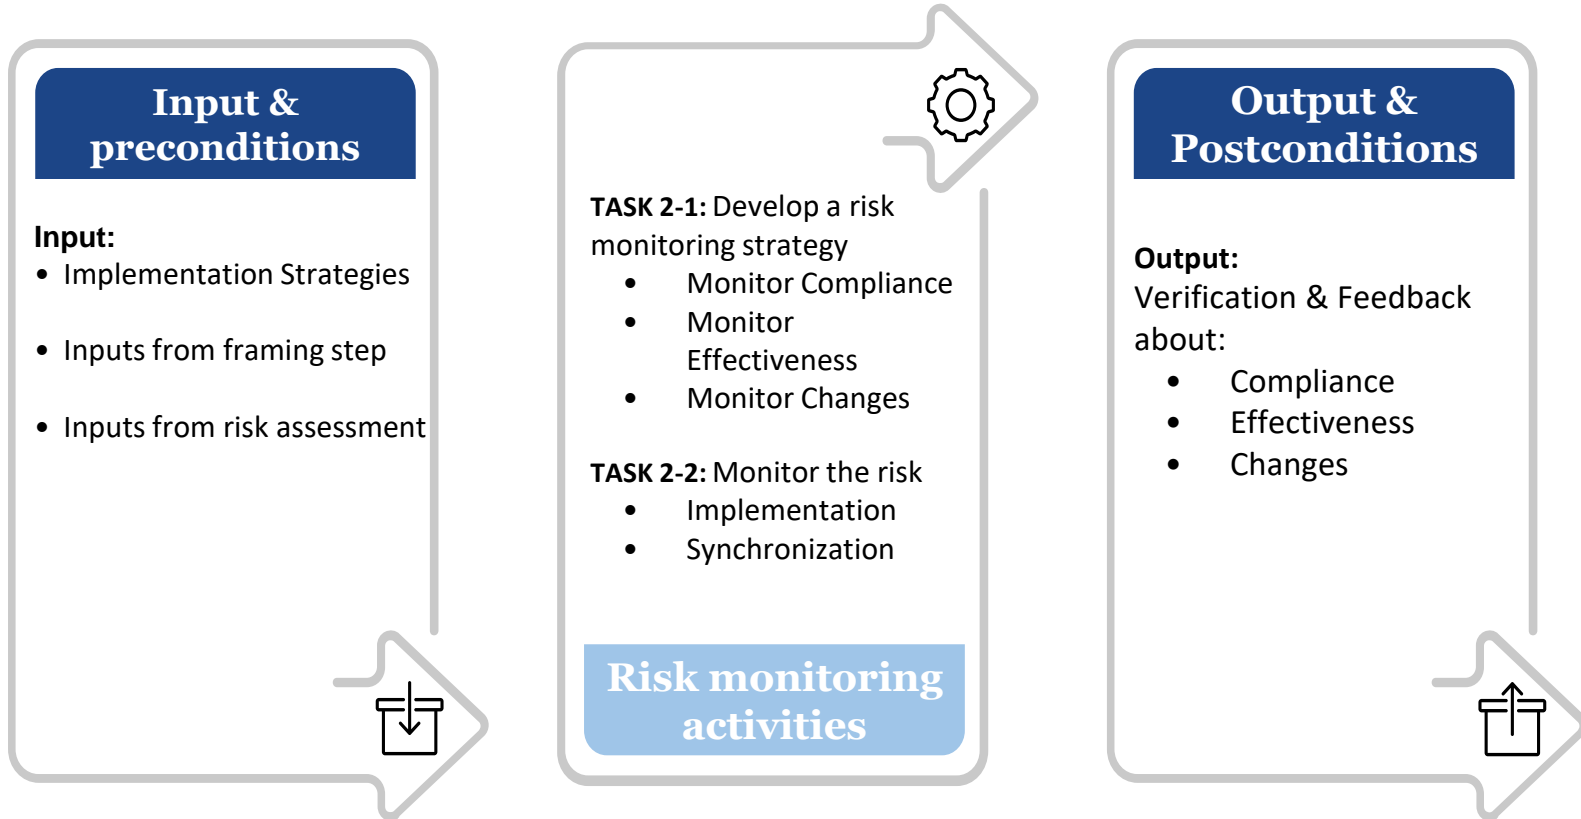 Input &
preconditions
Input:
• Implementation Strategies
• Inputs from framing step
• Inputs from risk assessment
TASK 2-1: Develop a risk
monitoring strategy
• Monitor Compliance
• Monitor
Effectiveness
• Monitor Changes
TASK 2-2: Monitor the risk
• Implementation
• Synchronization
Risk monitoring
activities
Output &
Postconditions
Output:
Verification & Feedback
about:
• Compliance
• Effectiveness
• Changes